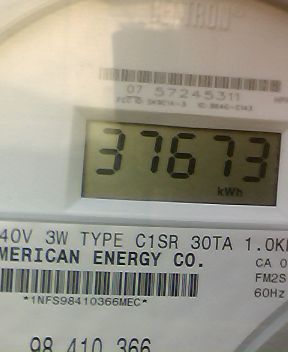 CENTRON
07 57245311
37673
kWh
40V 3W TYPE C1SR 30TA 1.0K
MERICAN ENERGY CO.
CA 0
FM2S
60Hz
*1NFS98410366MEC*
98 410 366